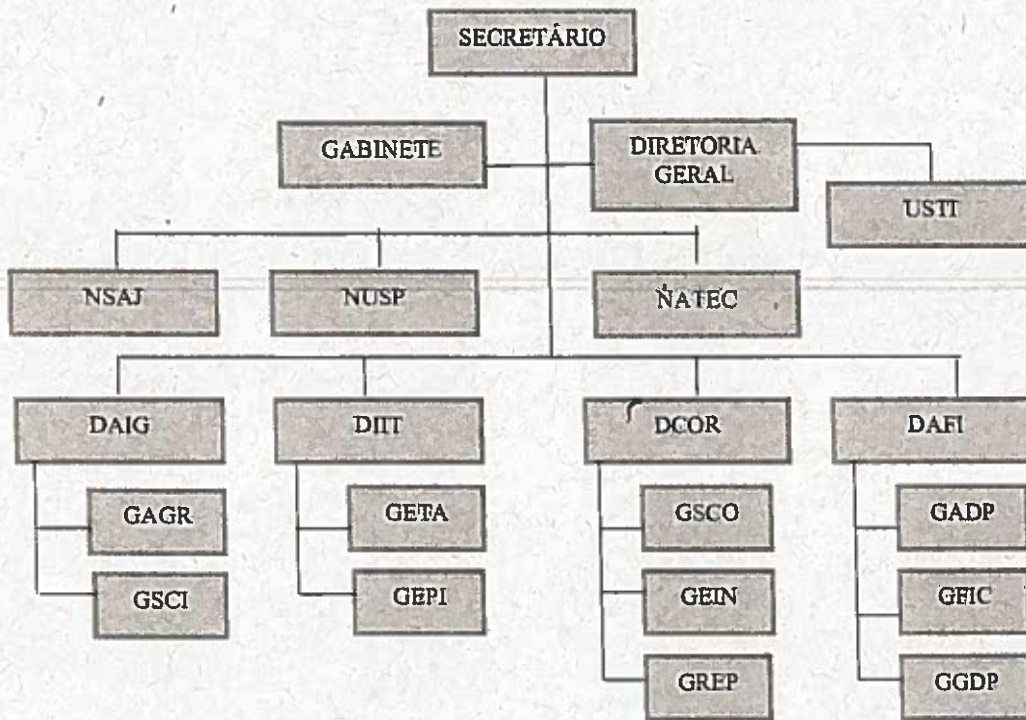 SECRETÁRIO
GABINETE
DIRETORIA
GERAL
USTI
NSAJ
NUSP
NATEC
DAIG
DIIT
DCOR
DAFI
GAGR
GETA
GSCO
GADP
GSCI
GEPI
GEIN
GFIC
GREP
GGDP